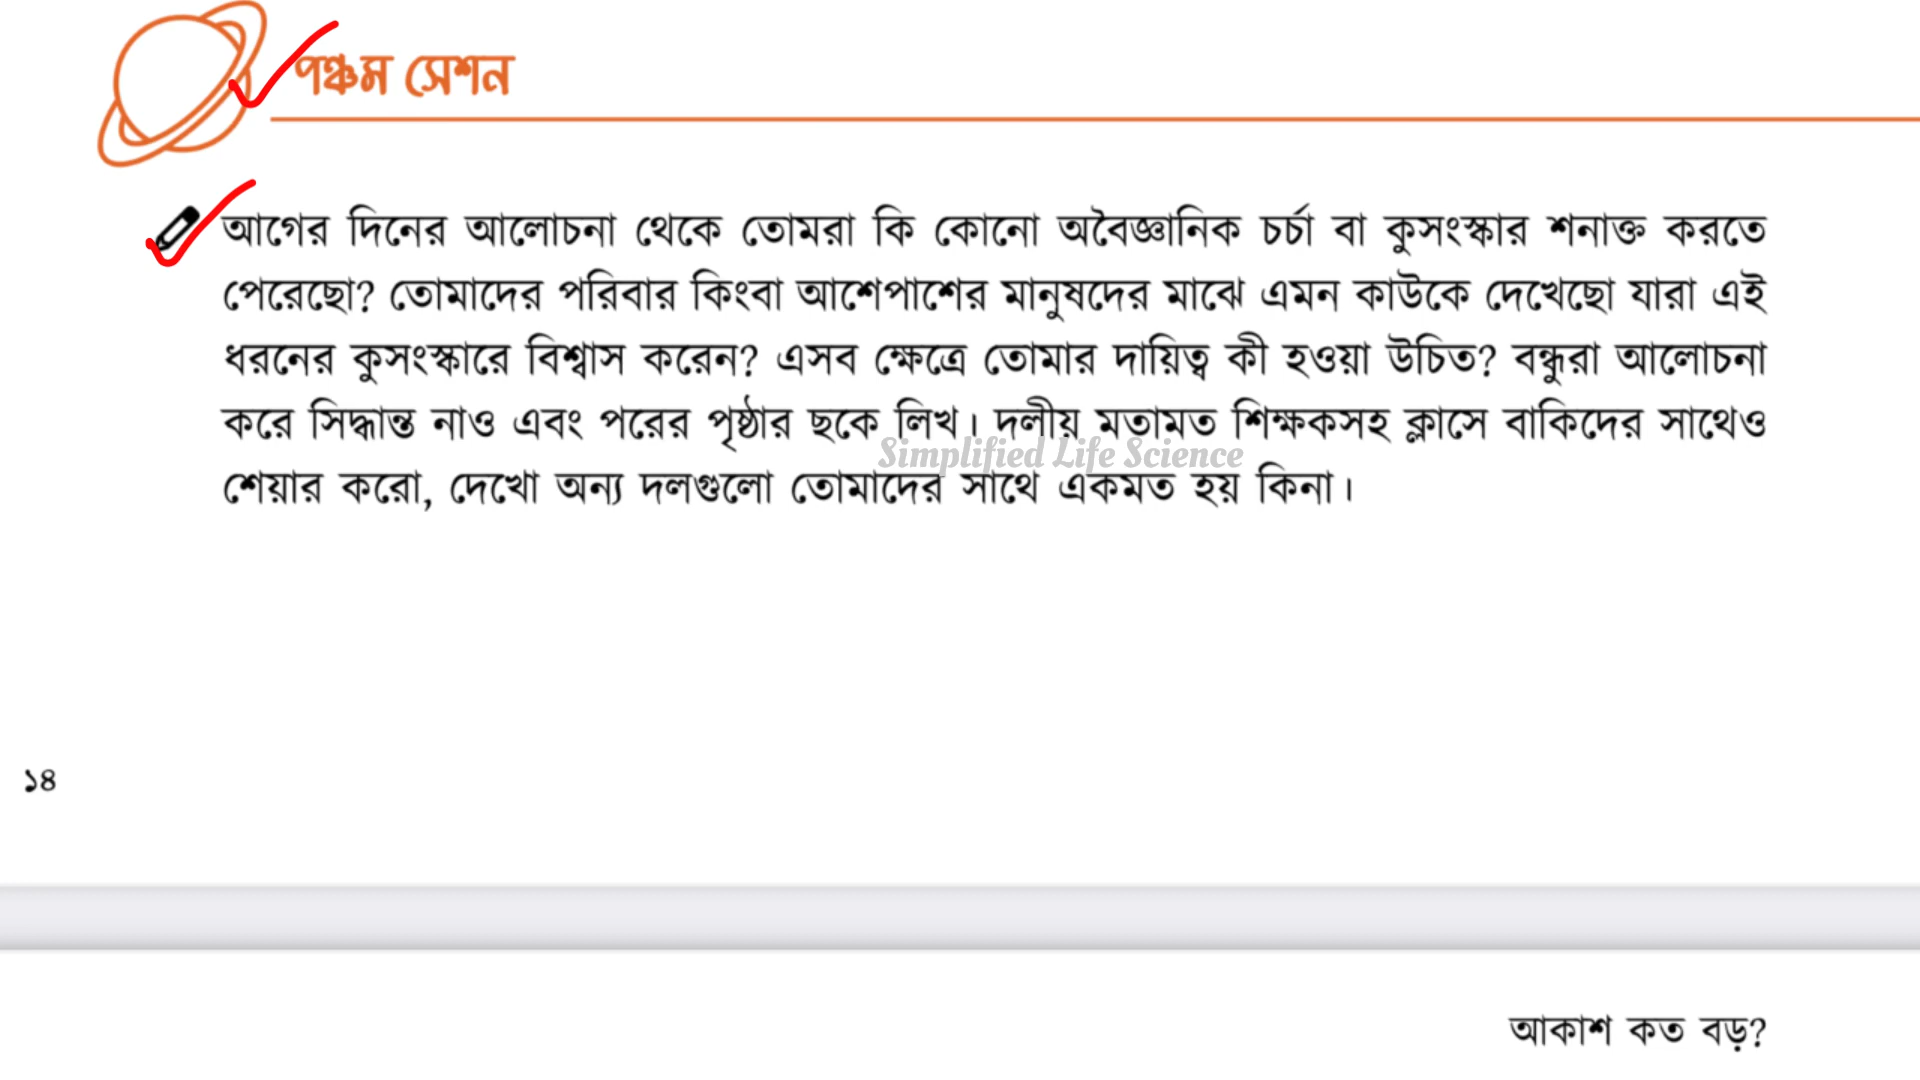 পঞ্চম সেশন
আগের দিনের আলোচনা থেকে তোমরা কি কোনো অবৈজ্ঞানিক চর্চা বা কুসংস্কার শনাক্ত করতে
পেরেছো? তোমাদের পরিবার কিংবা আশেপাশের মানুষদের মাঝে এমন কাউকে দেখেছো যারা এই
ধরনের কুসংস্কারে বিশ্বাস করেন? এসব ক্ষেত্রে তোমার দায়িত্ব কী হওয়া উচিত? বন্ধুরা আলোচনা
করে সিদ্ধান্ত নাও এবং পরের পৃষ্ঠার ছকে লিখ। দলীয় মতামত শিক্ষকসহ ক্লাসে বাকিদের সাথেও
Simplified Life Science
শেয়ার করো, দেখো অন্য দলগুলো তোমাদের সাথে একমত হয় কিনা।
১৪
আকাশ কত বড়?